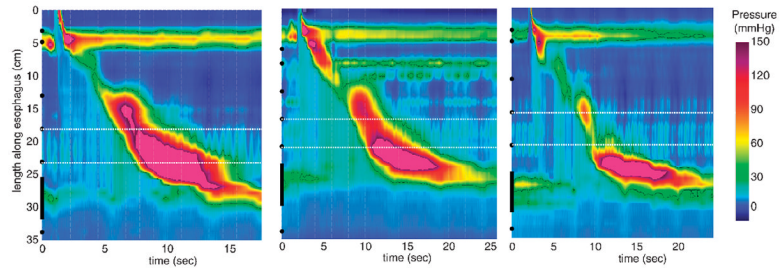 Pressure
(mmHg)
150
120
90
60
30
0
length along esophagus (cm)
0
5
10
15
20
25
30
35
0 5 10 15
time (sec)
0 5 10 15 20 25
time (sec)
0 5 10 15 20
time (sec)